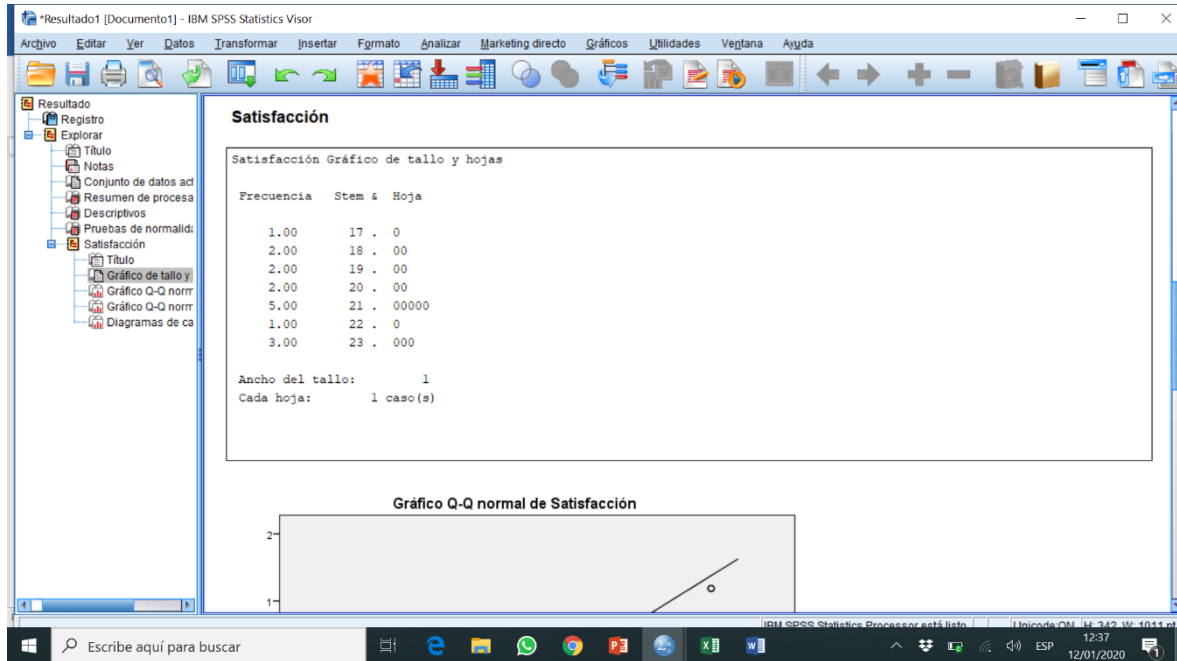 *Resultado1 [Documento1] - IBM SPSS Statistics Visor
Archivo Editar Ver Datos Transformar Insertar Formato Analizar Marketing directo Gráficos Utilidades Ventana Ayuda
Resultado
Registro
Explorar
Título
Notas
Conjunto de datos act
Resumen de procesa
Descriptivos
Pruebas de normalida
Satisfacción
Título
Gráfico de tallo y
Gráfico Q-Q norm
Gráfico Q-Q norm
Diagramas de ca
Satisfacción
Satisfacción Gráfico de tallo y hojas
Frecuencia Stem & Hoja
1.00 17 . 0
2.00 18 . 00
2.00 19 . 00
2.00 20 . 00
5.00 21 . 00000
1.00 22 . 0
3.00 23 . 000
Ancho del tallo: 1
Cada hoja: 1 caso(s)
Gráfico Q-Q normal de Satisfacción
2
1
IBM SPSS Statistics Processor está listo Unicode:ON H: 342, W: 1011 pt
Escribe aquí para buscar
ESP
12:37
12/01/2020